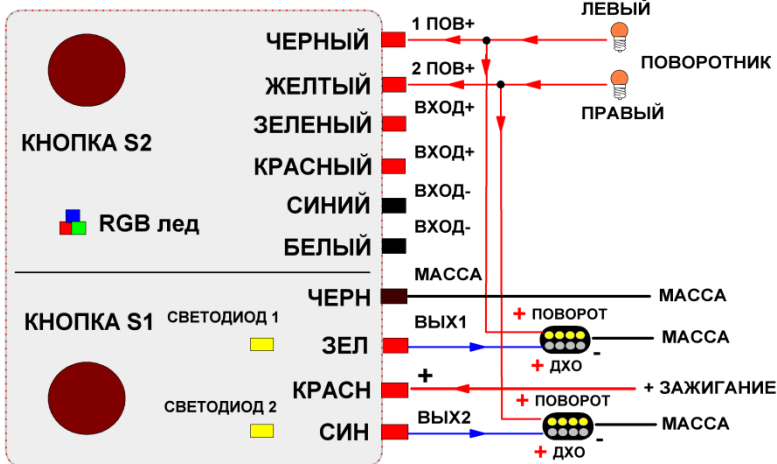 ЛЕВЫЙ
1 ПОВ+
ЧЕРНЫЙ
ПОВОРОТНИК
2 ПОВ+
ЖЕЛТЫЙ
ПРАВЫЙ
ВХОД+
ЗЕЛЕНЫЙ
КНОПКА S2
ВХОД+
КРАСНЫЙ
ВХОД-
СИНИЙ
RGB лед
ВХОД-
БЕЛЫЙ
МАССА
ЧЕРН
МАССА
КНОПКА S1
СВЕТОДИОД 1
+ ПОВОРОТ
ВЫХ1
ЗЕЛ
МАССА
-
+ ДХО
КРАСН
+
+ ЗАЖИГАНИЕ
СВЕТОДИОД 2
+ ПОВОРОТ
ВЫХ2
СИН
МАССА
-
+ ДХО